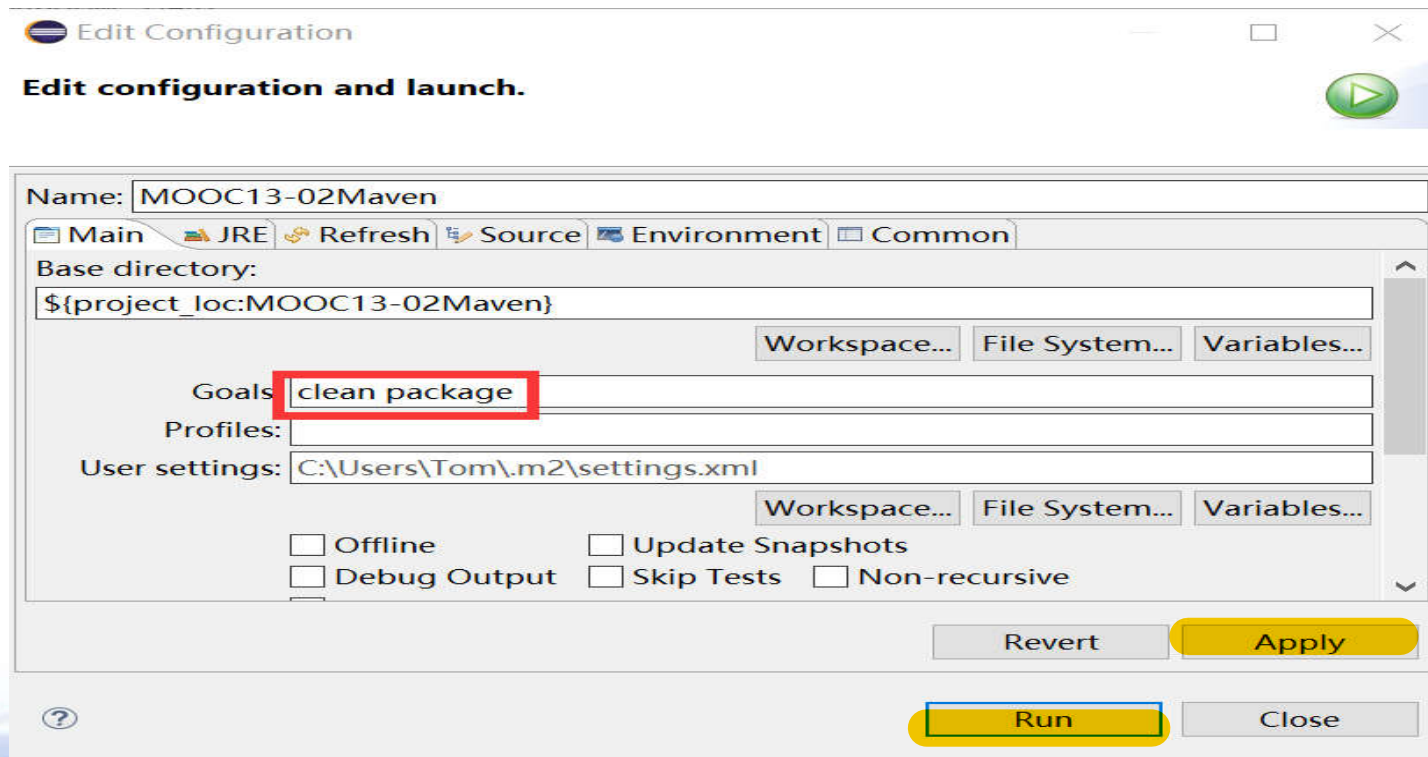 Edit Configuration
Edit configuration and launch.
Name: MOOC13-02Maven
Main JRE Refresh Source Environment Common
Base directory:
${project_loc:MOOC13-02Maven}
Workspace... File System... Variables...
Goals clean package
Profiles:
User settings: C:\Users\Tom\.m2\settings.xml
Workspace... File System... Variables...
Offline Update Snapshots
Debug Output Skip Tests Non-recursive
Revert Apply
? Run Close